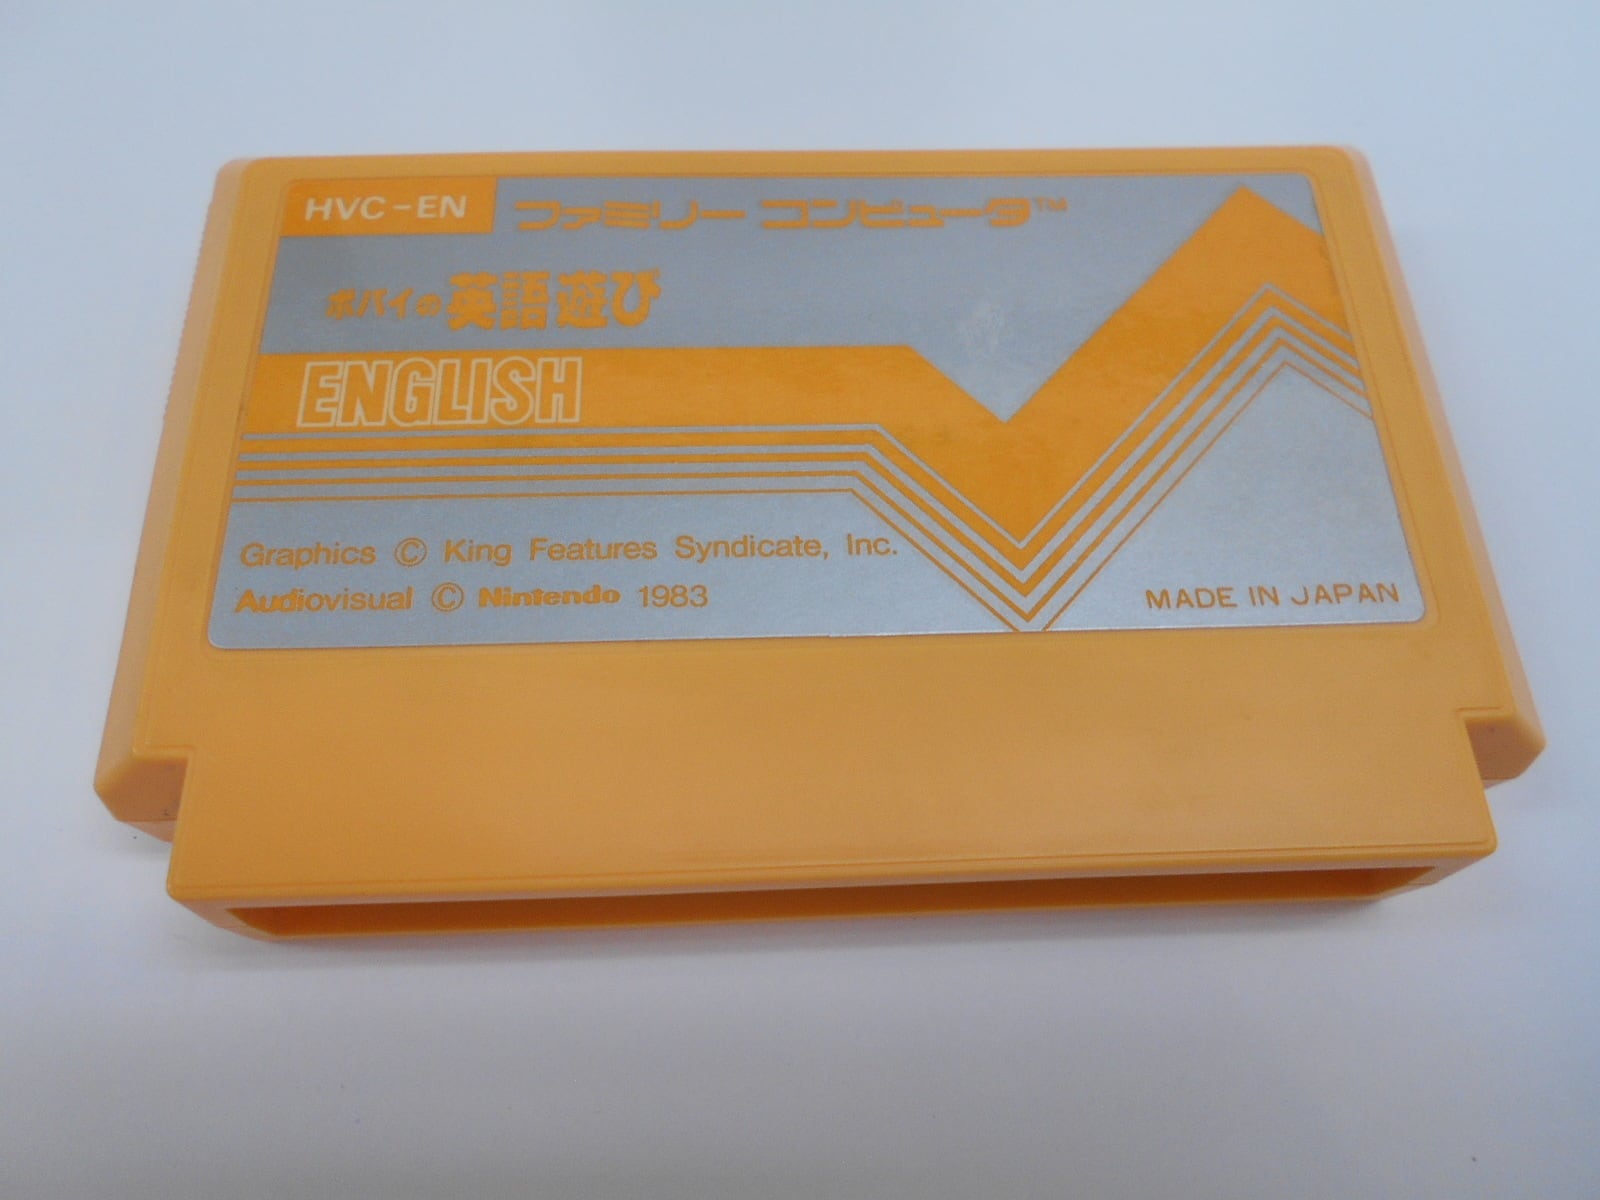 HVC-EN
ファミリー コンピュータ™
ポパイの英語遊び
ENGLISH
Graphics © King Features Syndicate, Inc.
Audiovisual © Nintendo 1983
MADE IN JAPAN